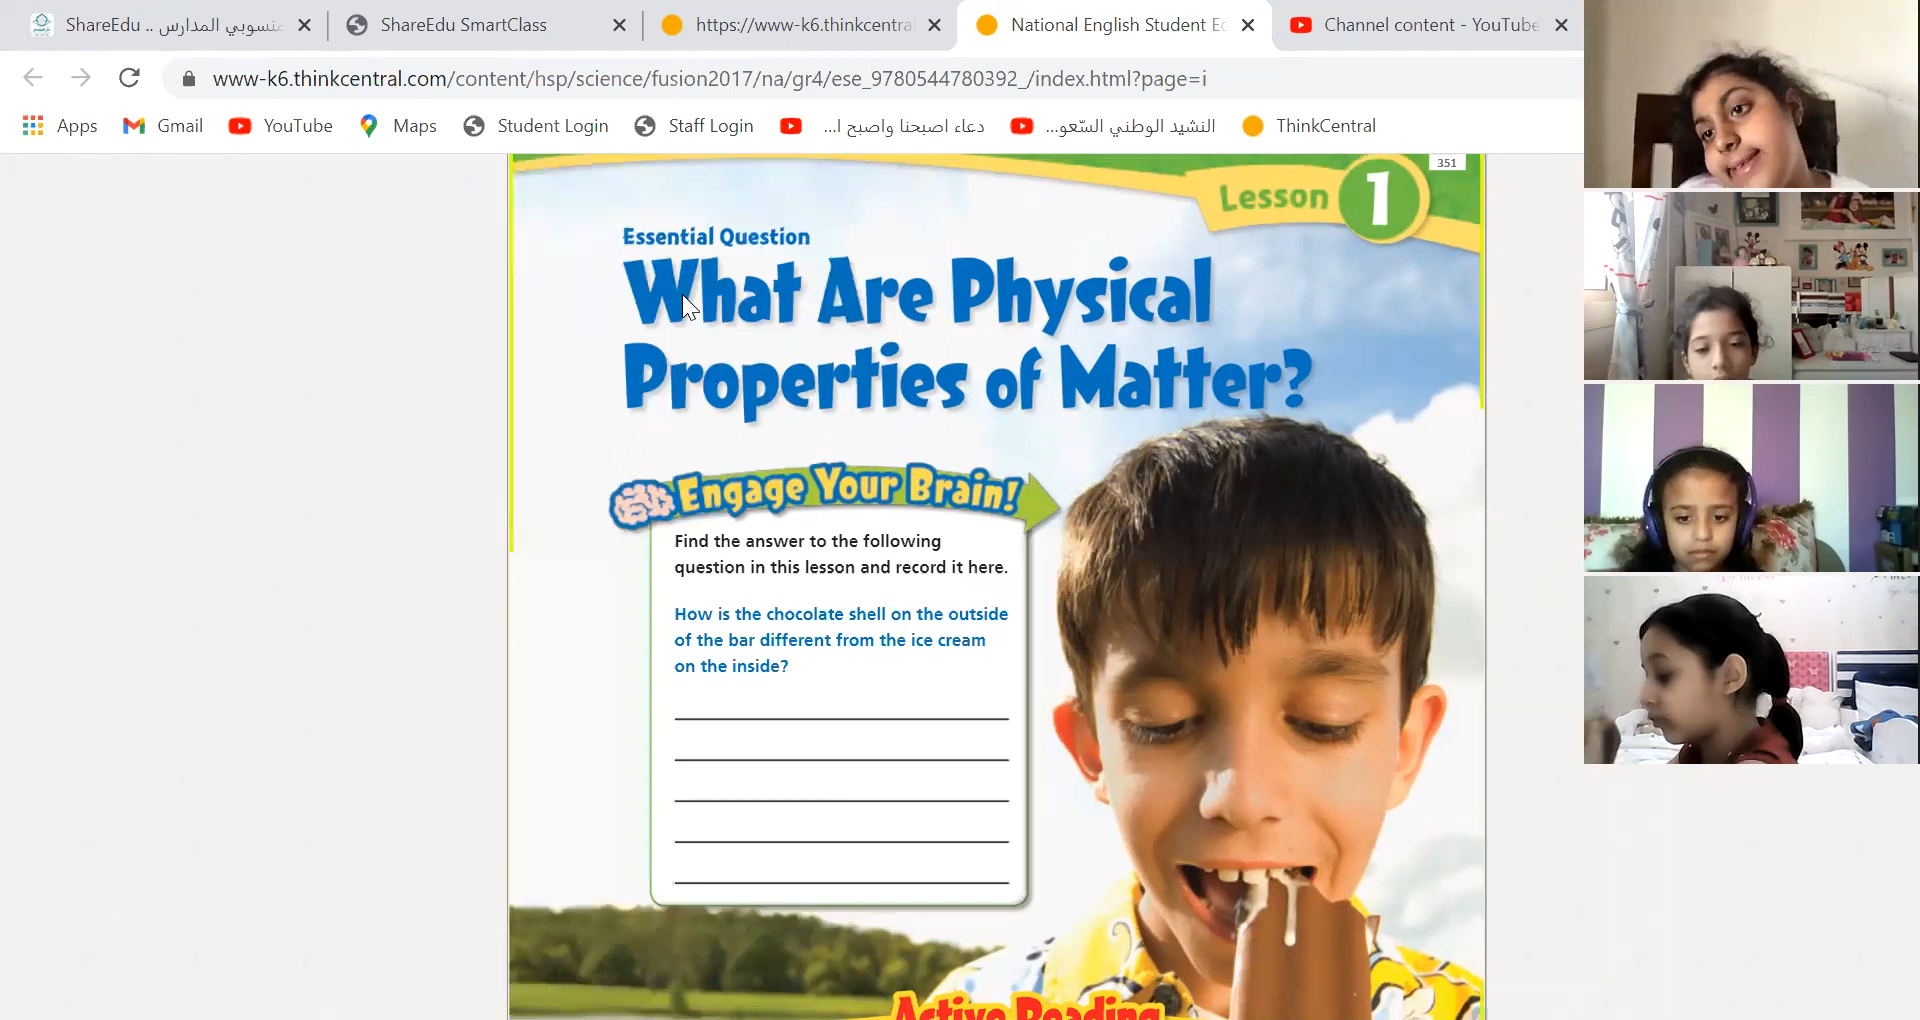 ShareEdu .. منسوبي المدارس
ShareEdu SmartClass
https://www-k6.thinkcentral
National English Student Ed
Channel content - YouTube
www-k6.thinkcentral.com/content/hsp/science/fusion2017/na/gr4/ese_9780544780392_/index.html?page=i
Apps
Gmail
YouTube
Maps
Student Login
Staff Login
دعاء اصبحنا واصبح ا...
النشيد الوطني السّعو...
ThinkCentral
351
Lesson 1
Essential Question
What Are Physical
Properties of Matter?
Engage Your Brain!
Find the answer to the following
question in this lesson and record it here.
How is the chocolate shell on the outside
of the bar different from the ice cream
on the inside?
Active Reading